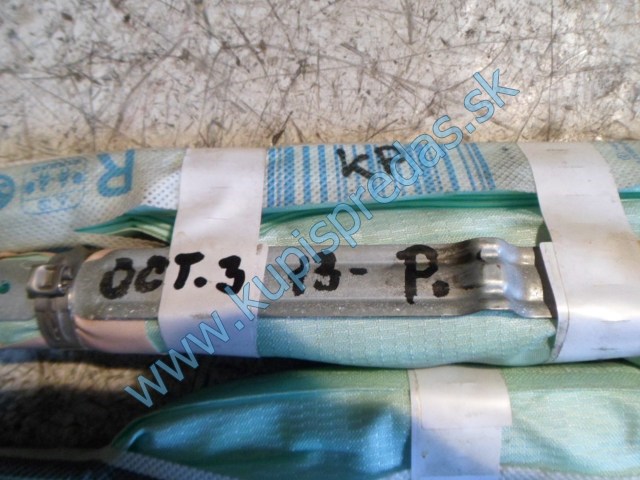 R
KP
OCT.3 13- P.
www.kupispredas.sk